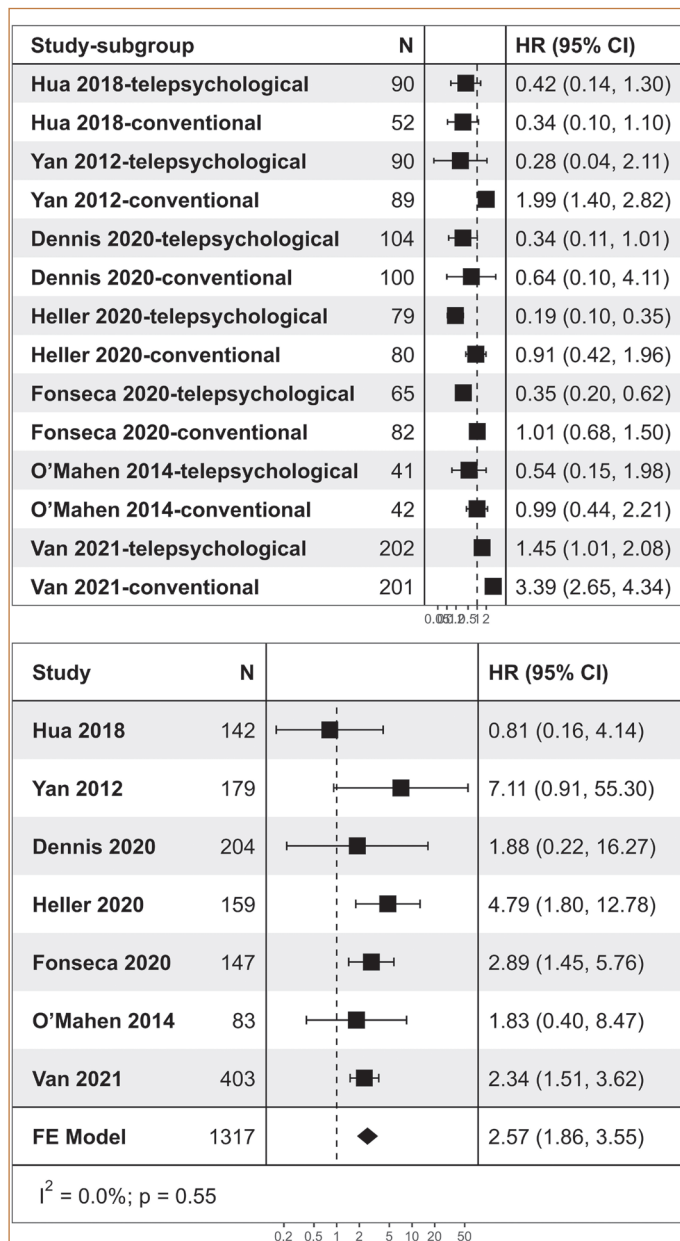 Study-subgroup N HR (95% CI)
Hua 2018-telepsychological 90 0.42 (0.14, 1.30)
Hua 2018-conventional 52 0.34 (0.10, 1.10)
Yan 2012-telepsychological 90 0.28 (0.04, 2.11)
Yan 2012-conventional 89 1.99 (1.40, 2.82)
Dennis 2020-telepsychological 104 0.34 (0.11, 1.01)
Dennis 2020-conventional 100 0.64 (0.10, 4.11)
Heller 2020-telepsychological 79 0.19 (0.10, 0.35)
Heller 2020-conventional 80 0.91 (0.42, 1.96)
Fonseca 2020-telepsychological 65 0.35 (0.20, 0.62)
Fonseca 2020-conventional 82 1.01 (0.68, 1.50)
O'Mahen 2014-telepsychological 41 0.54 (0.15, 1.98)
O'Mahen 2014-conventional 42 0.99 (0.44, 2.21)
Van 2021-telepsychological 202 1.45 (1.01, 2.08)
Van 2021-conventional 201 3.39 (2.65, 4.34)
Study N HR (95% CI)
Hua 2018 142 0.81 (0.16, 4.14)
Yan 2012 179 7.11 (0.91, 55.30)
Dennis 2020 204 1.88 (0.22, 16.27)
Heller 2020 159 4.79 (1.80, 12.78)
Fonseca 2020 147 2.89 (1.45, 5.76)
O'Mahen 2014 83 1.83 (0.40, 8.47)
Van 2021 403 2.34 (1.51, 3.62)
FE Model 1317 2.57 (1.86, 3.55)
I² = 0.0%; p = 0.55
0.2 0.5 1 2 5 10 20 50